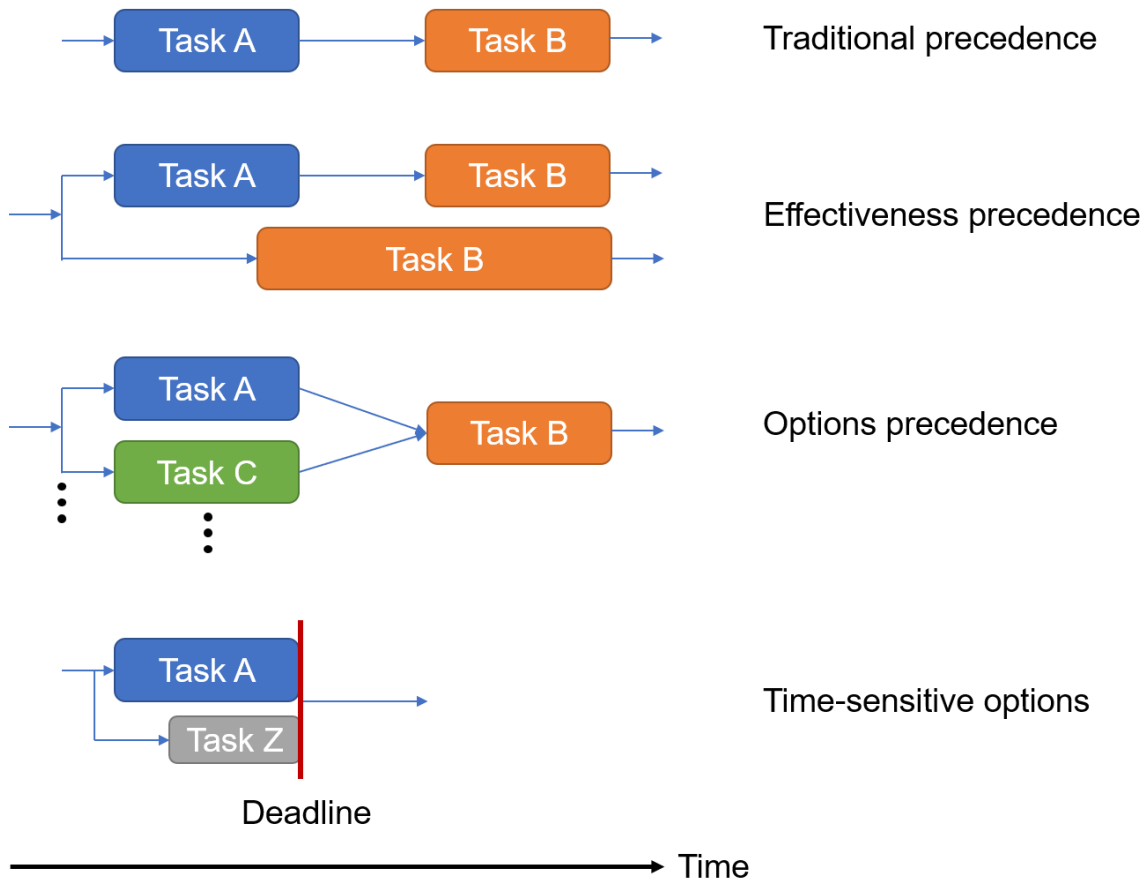 Task A
Task B
Traditional precedence
Task A
Task B
Effectiveness precedence
Task B
Task A
Options precedence
Task B
Task C
Task A
Time-sensitive options
Task Z
Deadline
Time